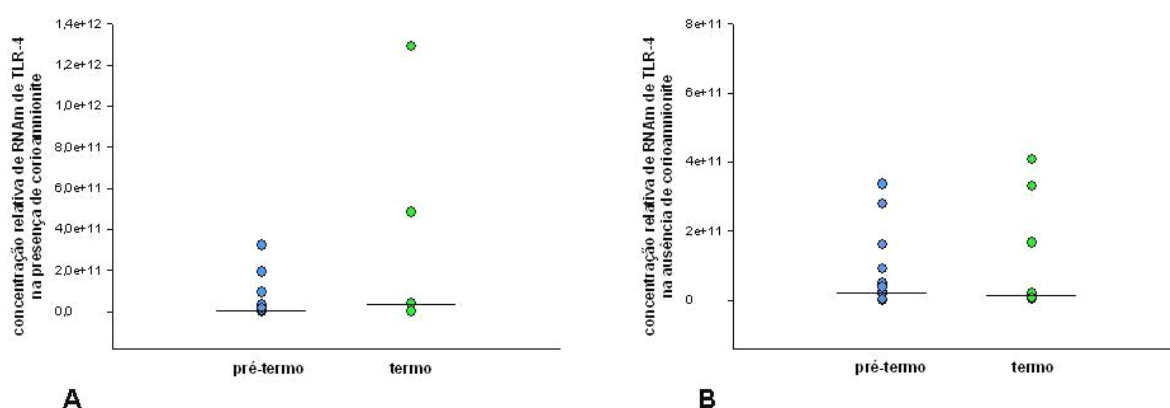 concentração relativa de RNAm de TLR-4
na presença de corioamnionite
1,4e+12
1,2e+12
1,0e+12
8,0e+11
6,0e+11
4,0e+11
2,0e+11
0,0
pré-termo
termo
A
concentração relativa de RNAm de TLR-4
na ausência de corioamnionite
8e+11
6e+11
4e+11
2e+11
0
pré-termo
termo
B